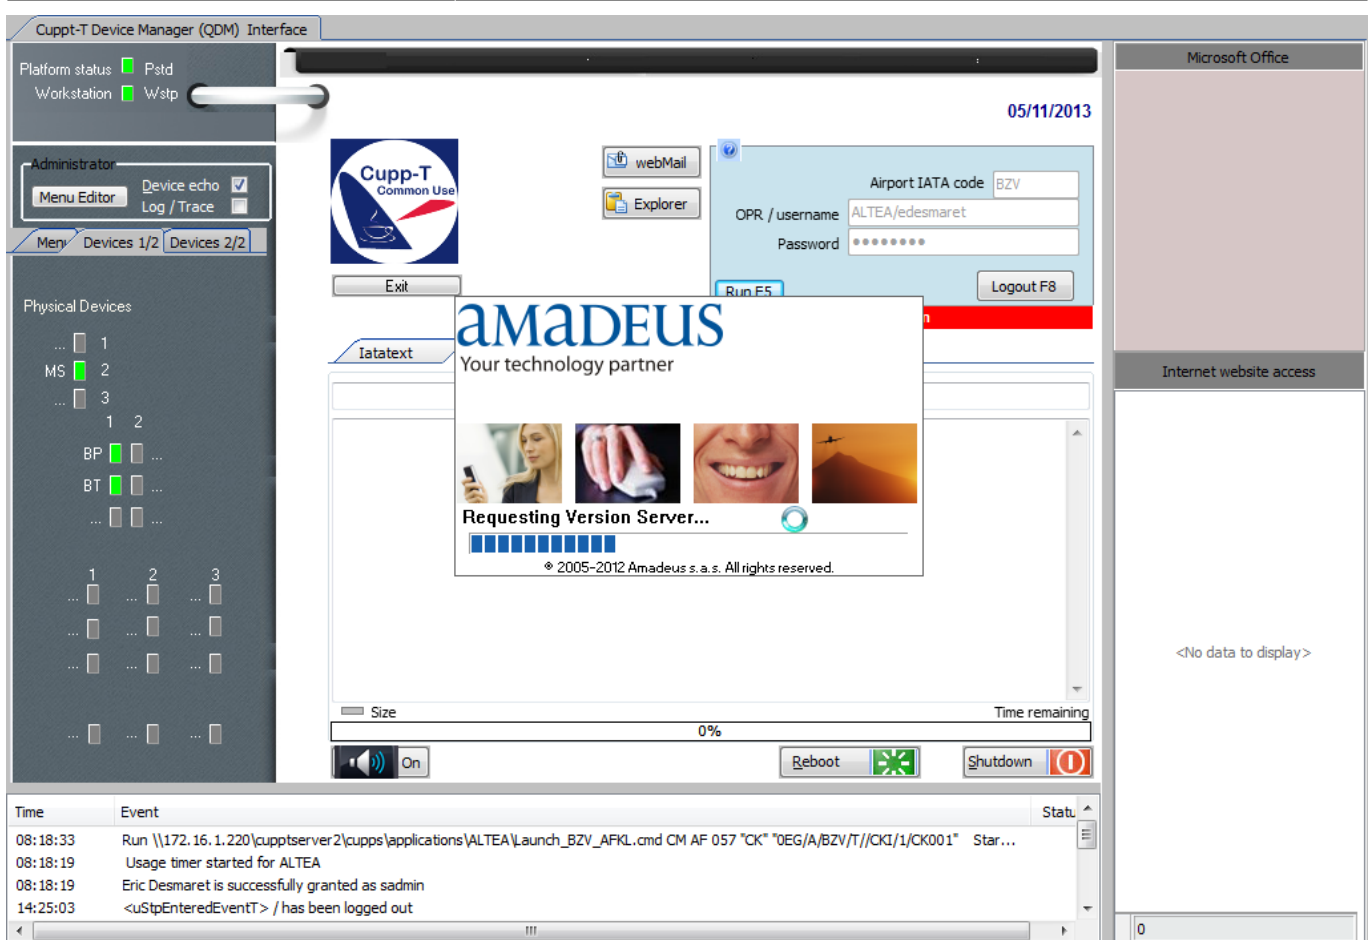 Cuppt-T Device Manager (QDM) Interface
Platform status Pstd
Workstation Wstp
Administrator
Menu Editor
Device echo
Log / Trace
Menu
Devices 1/2
Devices 2/2
Physical Devices
... 1
MS 2
... 3
1 2
BP ...
BT ...
... ...
1 2 3
... ... ...
... ... ...
... ... ...
... ... ...
05/11/2013
Cupp-T
Common Use
Exit
webMail
Explorer
Airport IATA code BZV
OPR / username ALTEA/edesmaret
Password
Run F5
Logout F8
Iatatext
amadeus
Your technology partner
Requesting Version Server...
© 2005-2012 Amadeus s.a.s. All rights reserved.
Size
Time remaining
0%
On
Reboot
Shutdown
Microsoft Office
Internet website access
<No data to display>
0
Time Event Statu
08:18:33 Run \\172.16.1.220\cupptserver2\cupps\applications\ALTEA\Launch_BZV_AFKL.cmd CM AF 057 "CK" "0EG/A/BZV/T//CKI/1/CK001" Star...
08:18:19 Usage timer started for ALTEA
08:18:19 Eric Desmaret is successfully granted as sadmin
14:25:03 <uStpEnteredEventT> / has been logged out